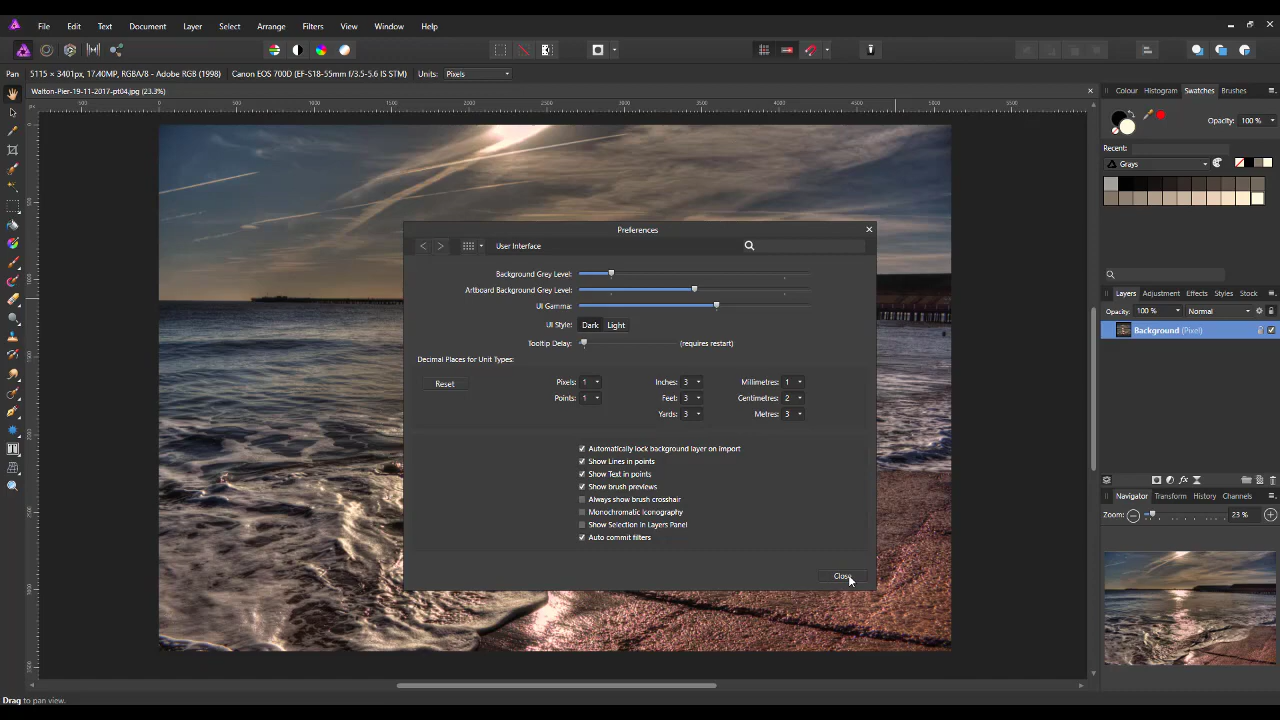 File Edit Text Document Layer Select Arrange Filters View Window Help
Pan 5115 × 3401px, 17.40MP, RGBA/8 - Adobe RGB (1998) Canon EOS 700D (EF-S18-55mm f/3.5-5.6 IS STM) Units: Pixels
Walton-Pier-19-11-2017-pt04.jpg (23.3%)
Colour Histogram Swatches Brushes
Opacity: 100 %
Recent:
Grays
Preferences
User Interface
Background Grey Level:
Artboard Background Grey Level:
UI Gamma:
UI Style: Dark Light
Tooltip Delay: (requires restart)
Decimal Places for Unit Types:
Reset
Pixels: 1 Inches: 3 Millimetres: 1
Points: 1 Feet: 3 Centimetres: 2
Yards: 3 Metres: 3
Automatically lock background layer on import
Show Lines in points
Show Text in points
Show brush previews
Always show brush crosshair
Monochromatic Iconography
Show Selection in Layers Panel
Auto commit filters
Close
Layers Adjustment Effects Styles Stock
Opacity: 100 % Normal
Background (Pixel)
Navigator Transform History Channels
Zoom: 23 %
Drag to pan view.